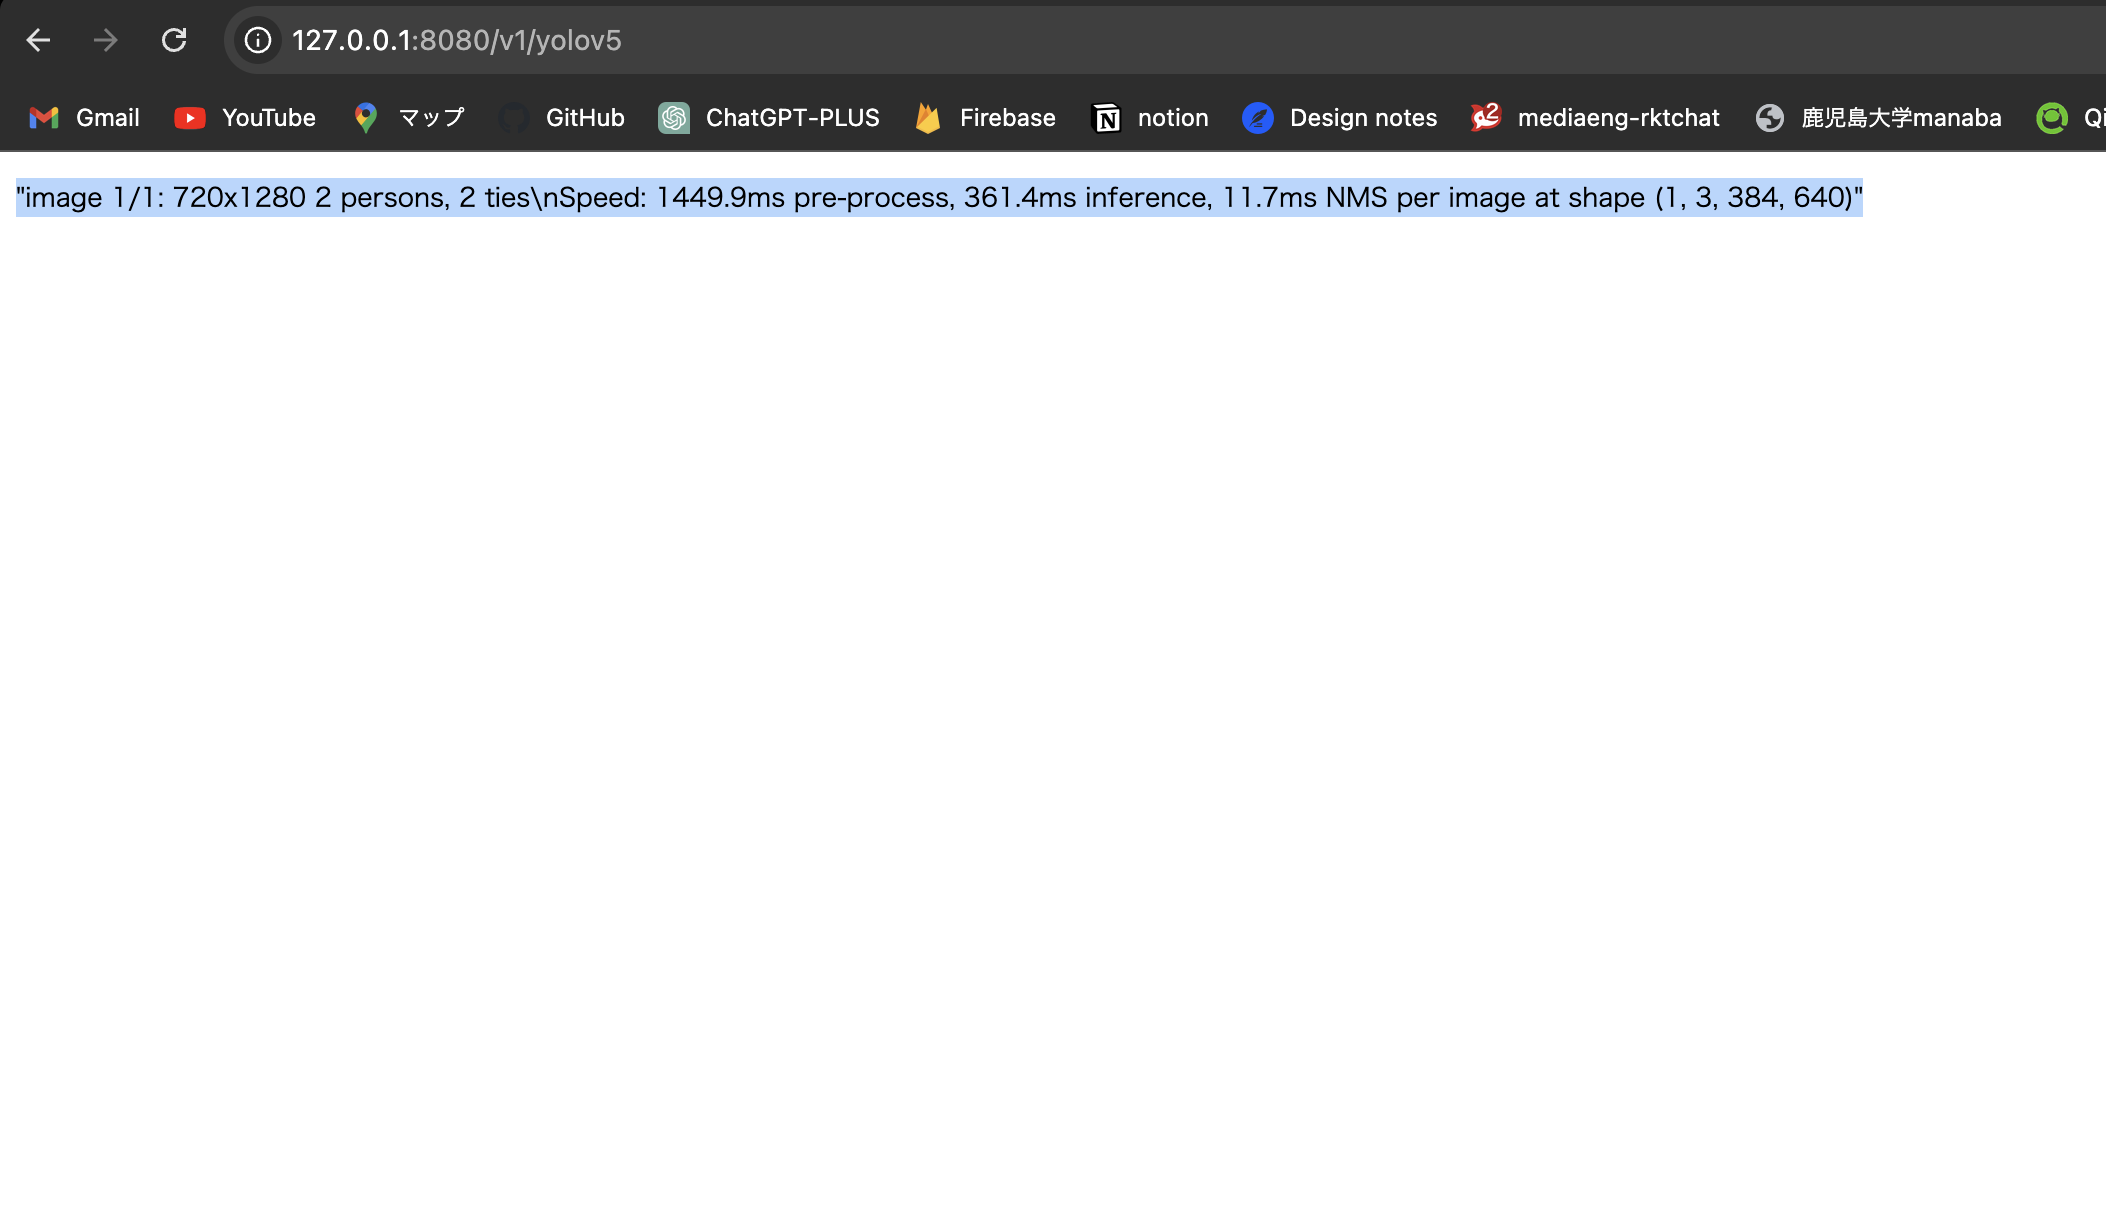 127.0.0.1:8080/v1/yolov5
Gmail YouTube マップ GitHub ChatGPT-PLUS Firebase notion Design notes mediaeng-rktchat 鹿児島大学manaba
"image 1/1: 720x1280 2 persons, 2 ties\nSpeed: 1449.9ms pre-process, 361.4ms inference, 11.7ms NMS per image at shape (1, 3, 384, 640)"